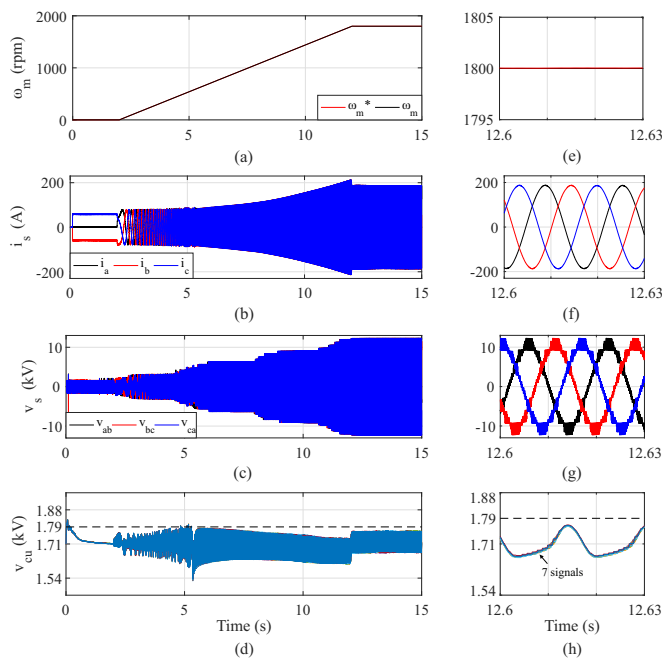 2000
1000
0
ω_m (rpm)
0
5
10
15
ω_m*
ω_m
(a)
1805
1800
1795
12.6
12.63
(e)
200
0
-200
i_s (A)
0
5
10
15
i_a
i_b
i_c
(b)
200
0
-200
12.6
12.63
(f)
10
0
-10
v_s (kV)
0
5
10
15
v_ab
v_bc
v_ca
(c)
10
0
-10
12.6
12.63
(g)
1.88
1.79
1.71
1.54
v_cu (kV)
0
5
10
15
Time (s)
(d)
1.88
1.79
1.71
1.54
7 signals
12.6
12.63
Time (s)
(h)